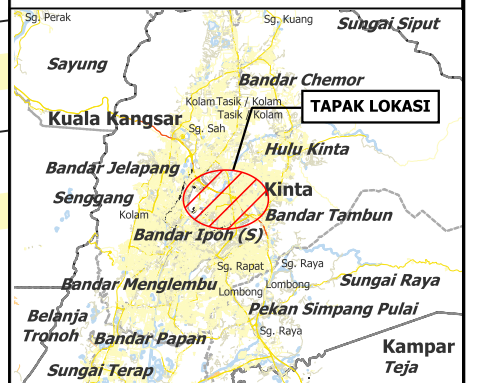 Sg. Perak
Sg. Kuang
Sungai Siput
Sayung
Bandar Chemor
Kolam
Tasik / Kolam
TAPAK LOKASI
Tasik / Kolam
Kuala Kangsar
Sg. Sah
Hulu Kinta
Bandar Jelapang
Kinta
Senggang
Kolam
Bandar Tambun
Bandar Ipoh (S)
Sg. Rapat
Sg. Raya
Bandar Menglembu
Lombong
Lombong
Sungai Raya
Pekan Simpang Pulai
Belanja
Tronoh
Sg. Raya
Bandar Papan
Kampar
Sungai Terap
Teja